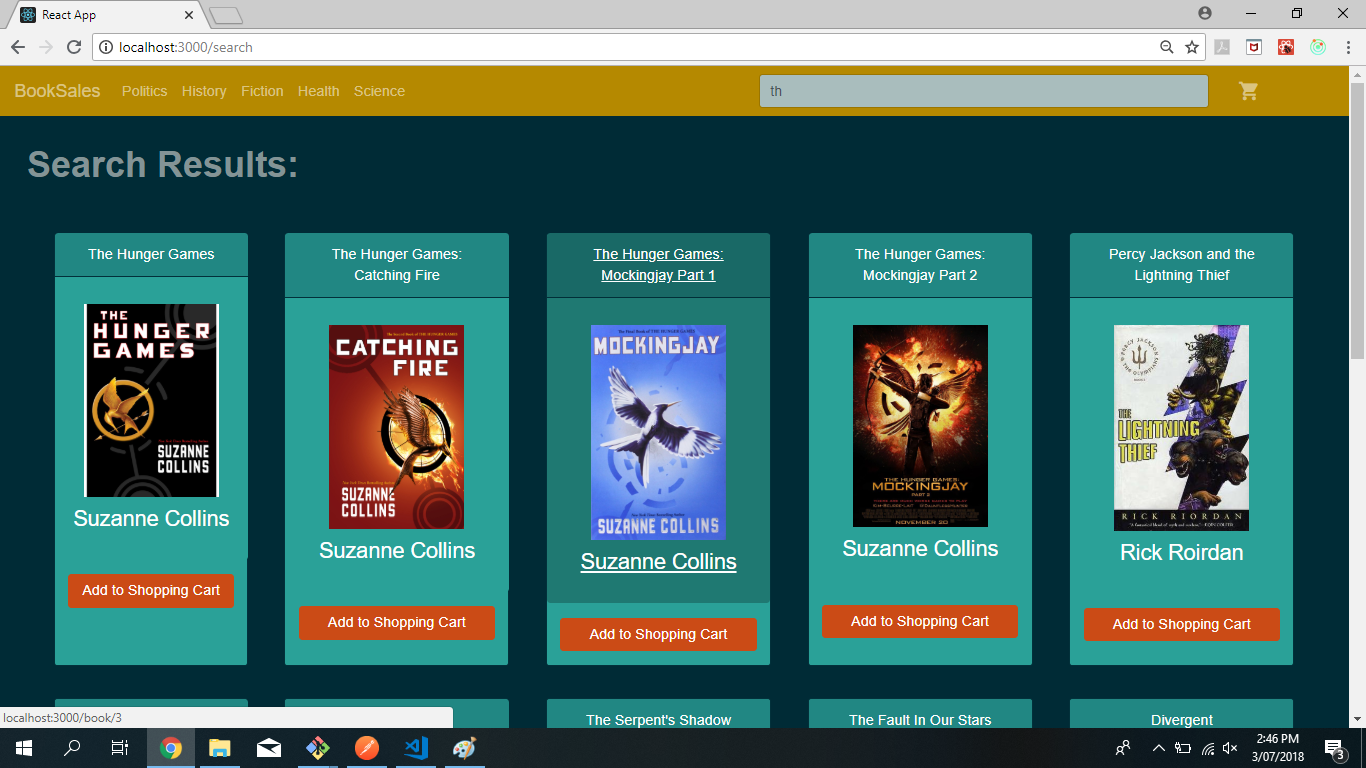 React App
localhost:3000/search
BookSales Politics History Fiction Health Science
th
Search Results:
The Hunger Games
THE
HUNGER
GAMES
SUZANNE
COLLINS
Suzanne Collins
Add to Shopping Cart
The Hunger Games:
Catching Fire
CATCHING
FIRE
SUZANNE
COLLINS
Suzanne Collins
Add to Shopping Cart
The Hunger Games:
Mockingjay Part 1
MOCKINGJAY
SUZANNE COLLINS
Suzanne Collins
Add to Shopping Cart
The Hunger Games:
Mockingjay Part 2
THE HUNGER GAMES:
MOCKINGJAY
PART 2
NOVEMBER 20
Suzanne Collins
Add to Shopping Cart
Percy Jackson and the
Lightning Thief
THE
LIGHTNING
THIEF
RICK RIORDAN
Rick Roirdan
Add to Shopping Cart
The Serpent's Shadow
The Fault In Our Stars
Divergent
localhost:3000/book/3
2:46 PM
3/07/2018
3